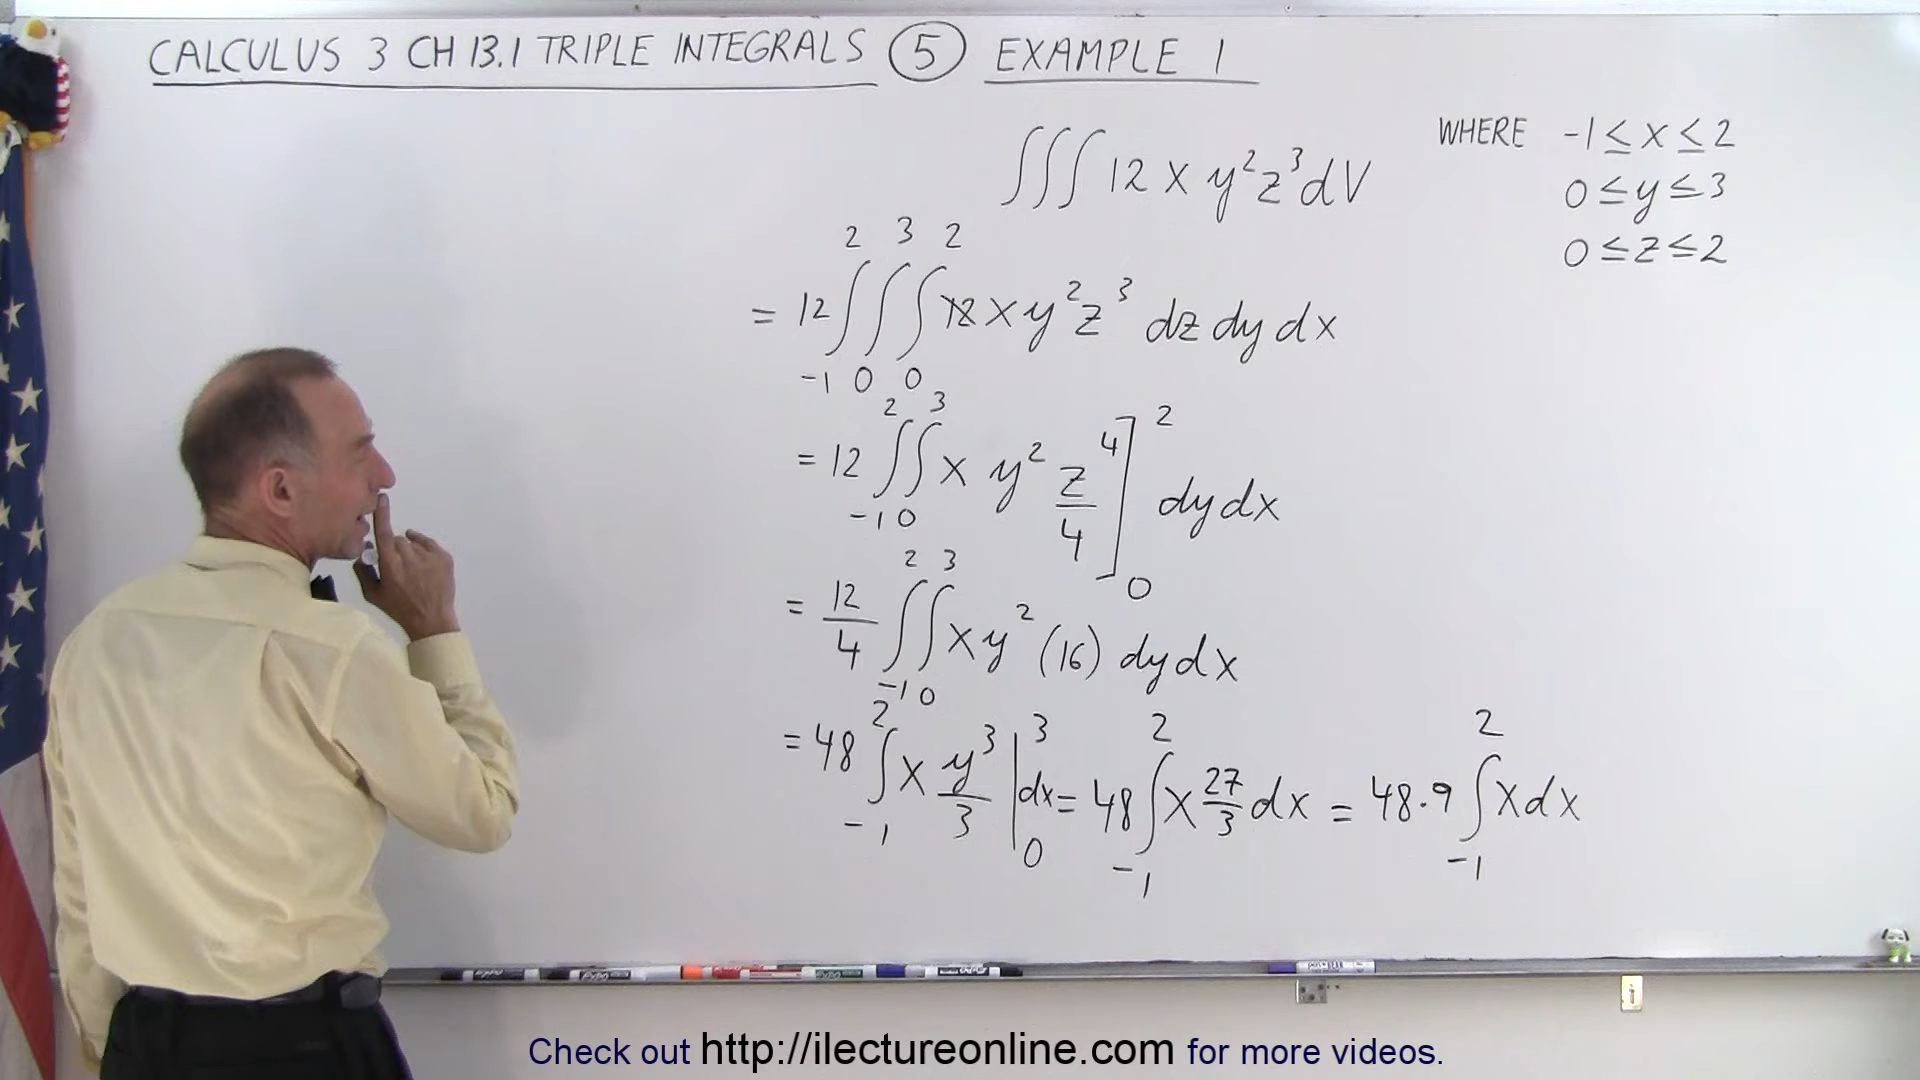 CALCULUS 3 CH 13.1 TRIPLE INTEGRALS 5 EXAMPLE 1
∭ 12 x y² z³ dV
WHERE -1 ≤ x ≤ 2
0 ≤ y ≤ 3
0 ≤ z ≤ 2
2 3 2
= 12 ∫ ∫ ∫ 12 x y² z³ dz dy dx
-1 0 0
2 3
= 12 ∫ ∫ x y² z⁴/4 ]₀² dy dx
-1 0
2 3
= 12/4 ∫ ∫ x y² (16) dy dx
-1 0
= 48 ∫₋₁² x y³/3 |₀³ dx = 48 ∫₋₁² x 27/3 dx = 48·9 ∫₋₁² x dx
Check out http://ilectureonline.com for more videos.